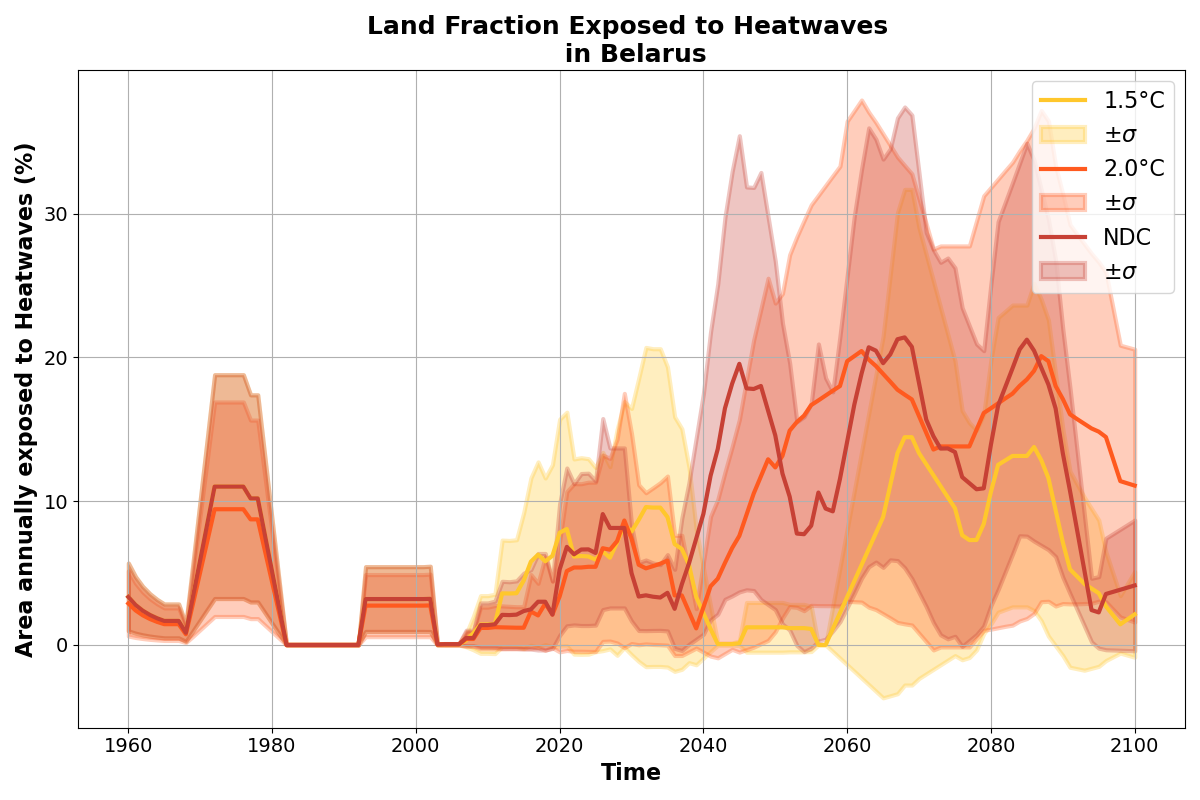 Land Fraction Exposed to Heatwaves
in Belarus
Area annually exposed to Heatwaves (%)
30
20
10
0
1.5°C
±σ
2.0°C
±σ
NDC
±σ
1960 1980 2000 2020 2040 2060 2080 2100
Time